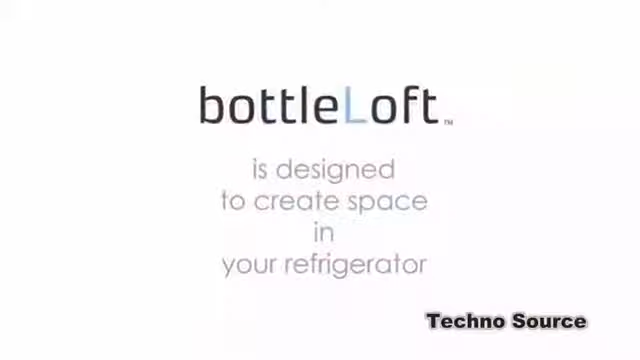 bottleLoft™
is designed
to create space
in
your refrigerator
Techno Source